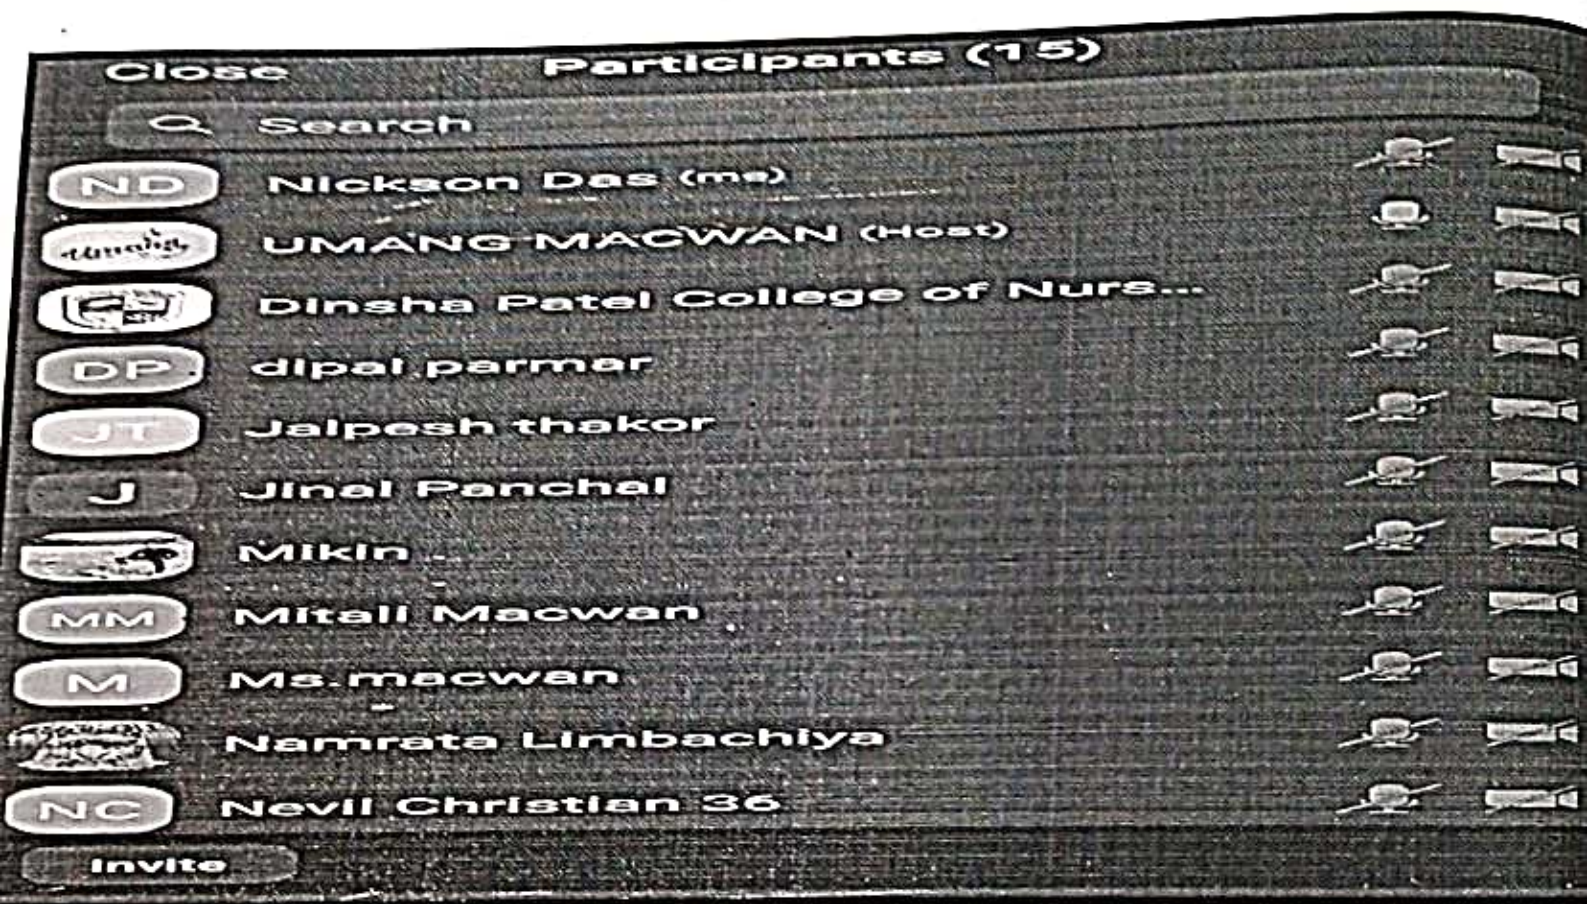 Close Participants (15)
Search
ND Nickson Das (me)
Umang UMANG MACWAN (Host)
Dinsha Patel College of Nurs...
DP dipal parmar
JT Jalpesh thakor
J Jinal Panchal
Mikin .
MM Mitali Macwan
M Ms.macwan
Namrata Limbachiya
NC Nevil Christian 36
Invite